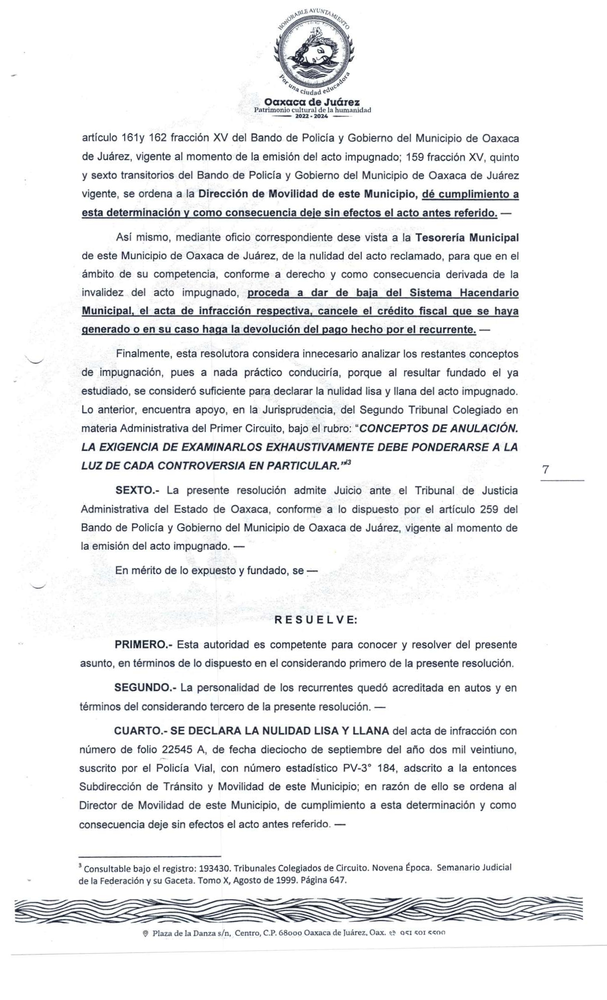 HONORABLE AYUNTAMIENTO
Por una ciudad educadora
Oaxaca de Juárez
Patrimonio cultural de la humanidad
2022 - 2024
artículo 161y 162 fracción XV del Bando de Policía y Gobierno del Municipio de Oaxaca
de Juárez, vigente al momento de la emisión del acto impugnado; 159 fracción XV, quinto
y sexto transitorios del Bando de Policía y Gobierno del Municipio de Oaxaca de Juárez
vigente, se ordena a la Dirección de Movilidad de este Municipio, dé cumplimiento a
esta determinación y como consecuencia deje sin efectos el acto antes referido. —
Así mismo, mediante oficio correspondiente dese vista a la Tesorería Municipal
de este Municipio de Oaxaca de Juárez, de la nulidad del acto reclamado, para que en el
ámbito de su competencia, conforme a derecho y como consecuencia derivada de la
invalidez del acto impugnado, proceda a dar de baja del Sistema Hacendario
Municipal, el acta de infracción respectiva, cancele el crédito fiscal que se haya
generado o en su caso haga la devolución del pago hecho por el recurrente. —
Finalmente, esta resolutora considera innecesario analizar los restantes conceptos
de impugnación, pues a nada práctico conduciría, porque al resultar fundado el ya
estudiado, se consideró suficiente para declarar la nulidad lisa y llana del acto impugnado.
Lo anterior, encuentra apoyo, en la Jurisprudencia, del Segundo Tribunal Colegiado en
materia Administrativa del Primer Circuito, bajo el rubro: “CONCEPTOS DE ANULACIÓN.
LA EXIGENCIA DE EXAMINARLOS EXHAUSTIVAMENTE DEBE PONDERARSE A LA
LUZ DE CADA CONTROVERSIA EN PARTICULAR.”3
7
SEXTO.- La presente resolución admite Juicio ante el Tribunal de Justicia
Administrativa del Estado de Oaxaca, conforme a lo dispuesto por el artículo 259 del
Bando de Policía y Gobierno del Municipio de Oaxaca de Juárez, vigente al momento de
la emisión del acto impugnado. —
En mérito de lo expuesto y fundado, se —
R E S U E L V E:
PRIMERO.- Esta autoridad es competente para conocer y resolver del presente
asunto, en términos de lo dispuesto en el considerando primero de la presente resolución.
SEGUNDO.- La personalidad de los recurrentes quedó acreditada en autos y en
términos del considerando tercero de la presente resolución. —
CUARTO.- SE DECLARA LA NULIDAD LISA Y LLANA del acta de infracción con
número de folio 22545 A, de fecha dieciocho de septiembre del año dos mil veintiuno,
suscrito por el Policía Vial, con número estadístico PV-3° 184, adscrito a la entonces
Subdirección de Tránsito y Movilidad de este Municipio; en razón de ello se ordena al
Director de Movilidad de este Municipio, de cumplimiento a esta determinación y como
consecuencia deje sin efectos el acto antes referido. —
3 Consultable bajo el registro: 193430. Tribunales Colegiados de Circuito. Novena Época. Semanario Judicial
de la Federación y su Gaceta. Tomo X, Agosto de 1999. Página 647.
Plaza de la Danza s/n, Centro, C.P. 68000 Oaxaca de Juárez, Oax. 951 501 5500